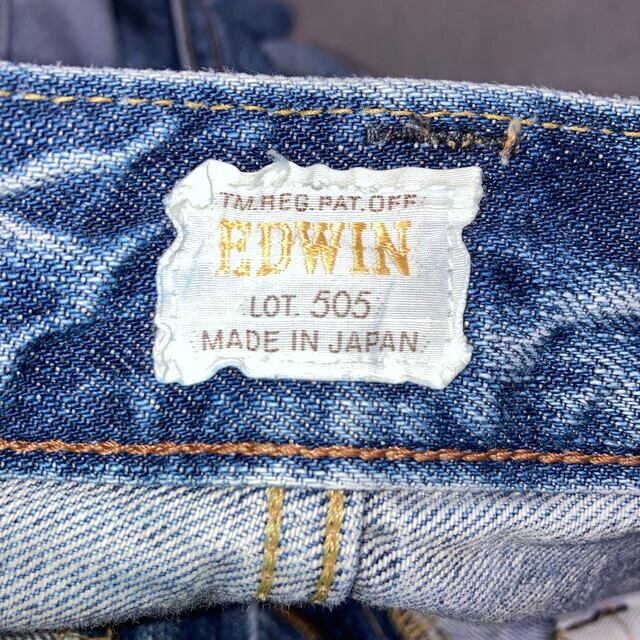 TM.REG.PAT.OFF.
EDWIN
LOT. 505
MADE IN JAPAN